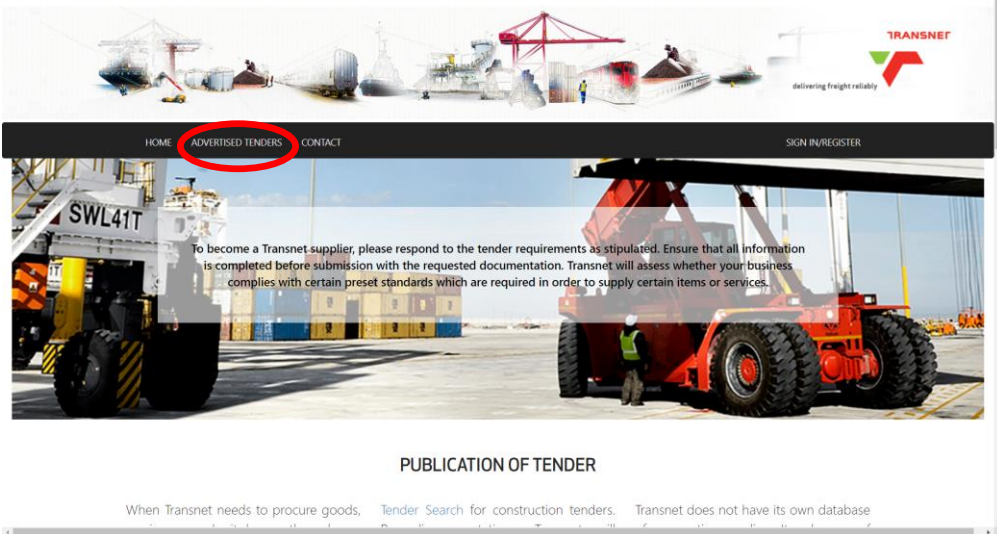 TRANSNET
delivering freight reliably
HOME ADVERTISED TENDERS CONTACT SIGN IN/REGISTER
SWL41T
To become a Transnet supplier, please respond to the tender requirements as stipulated. Ensure that all information
is completed before submission with the requested documentation. Transnet will assess whether your business
complies with certain preset standards which are required in order to supply certain items or services.
PUBLICATION OF TENDER
When Transnet needs to procure goods,
Tender Search for construction tenders.
Transnet does not have its own database